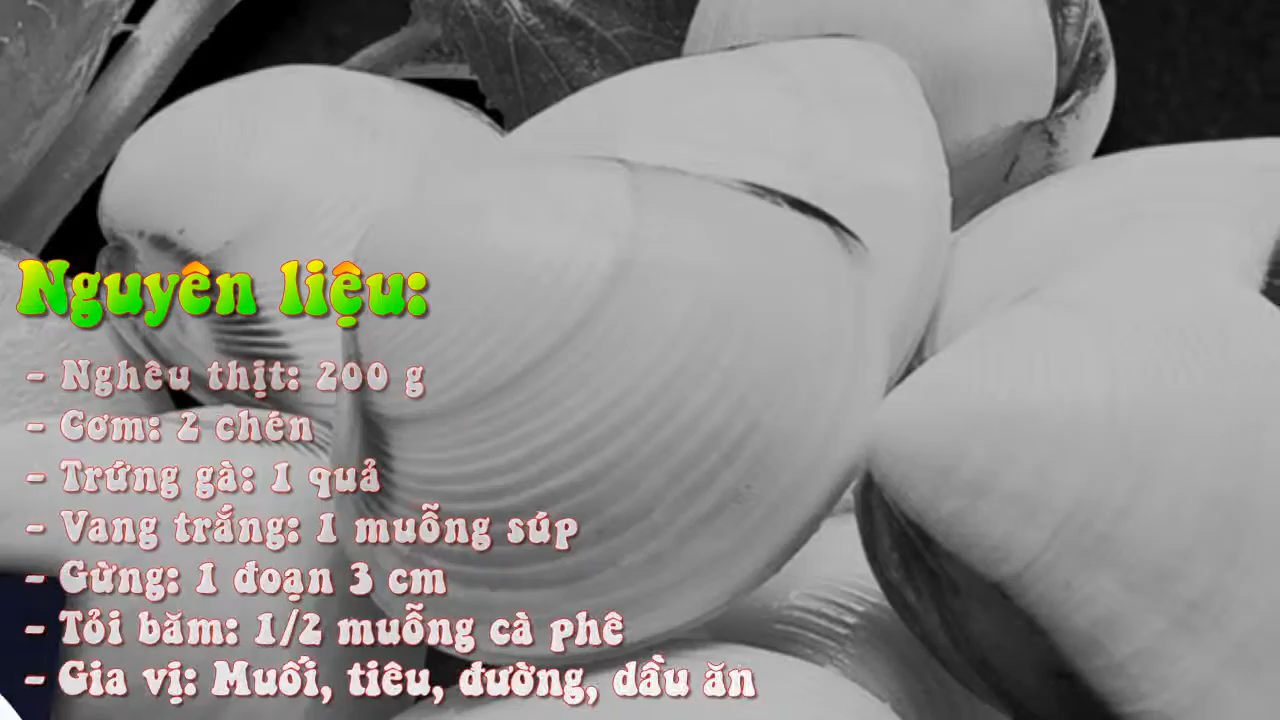 Nguyên liệu:
- Nghêu thịt: 200 g
- Cơm: 2 chén
- Trứng gà: 1 quả
- Vang trắng: 1 muỗng súp
- Gừng: 1 đoạn 3 cm
- Tỏi băm: 1/2 muỗng cà phê
- Gia vị: Muối, tiêu, đường, dầu ăn